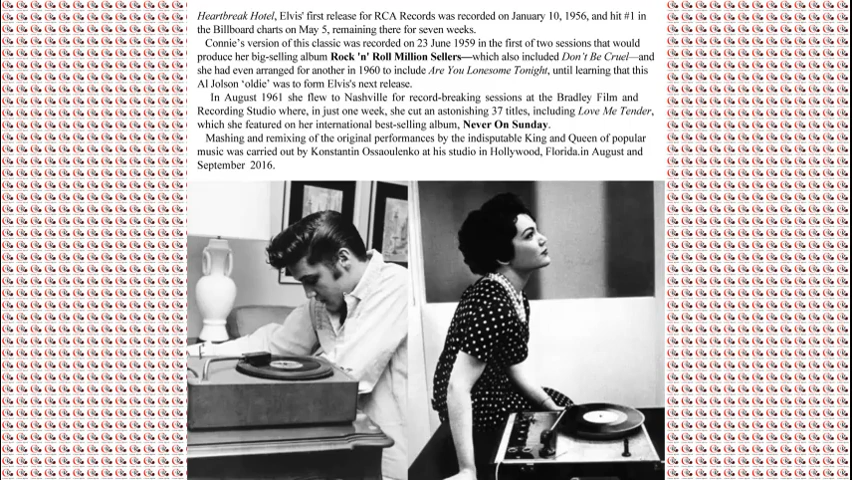 Heartbreak Hotel, Elvis' first release for RCA Records was recorded on January 10, 1956, and hit #1 in
the Billboard charts on May 5, remaining there for seven weeks.
Connie's version of this classic was recorded on 23 June 1959 in the first of two sessions that would
produce her big-selling album Rock 'n' Roll Million Sellers—which also included Don't Be Cruel—and
she had even arranged for another in 1960 to include Are You Lonesome Tonight, until learning that this
Al Jolson 'oldie' was to form Elvis's next release.
In August 1961 she flew to Nashville for record-breaking sessions at the Bradley Film and
Recording Studio where, in just one week, she cut an astonishing 37 titles, including Love Me Tender,
which she featured on her international best-selling album, Never On Sunday.
Mashing and remixing of the original performances by the indisputable King and Queen of popular
music was carried out by Konstantin Ossaoulenko at his studio in Hollywood, Florida.in August and
September 2016.